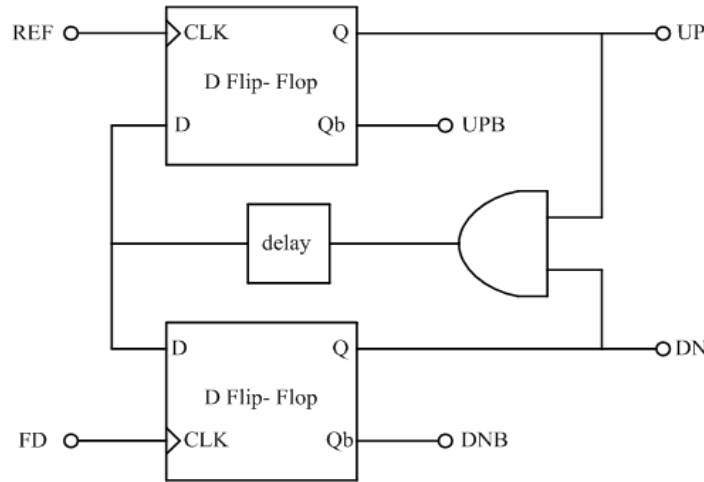 REF
CLK
Q
UP
D Flip- Flop
D
Qb
UPB
delay
D
Q
DN
D Flip- Flop
FD
CLK
Qb
DNB